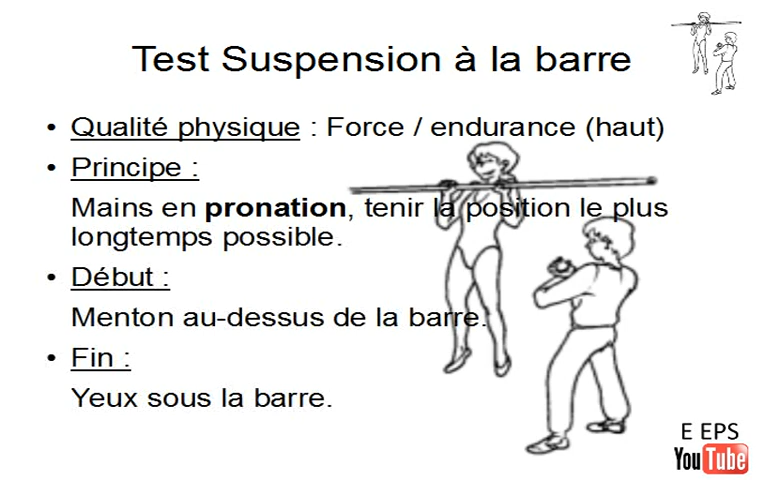 Test Suspension à la barre
• Qualité physique : Force / endurance (haut)
• Principe :
Mains en pronation, tenir la position le plus
longtemps possible.
• Début :
Menton au-dessus de la barre.
• Fin :
Yeux sous la barre.
E EPS
YouTube